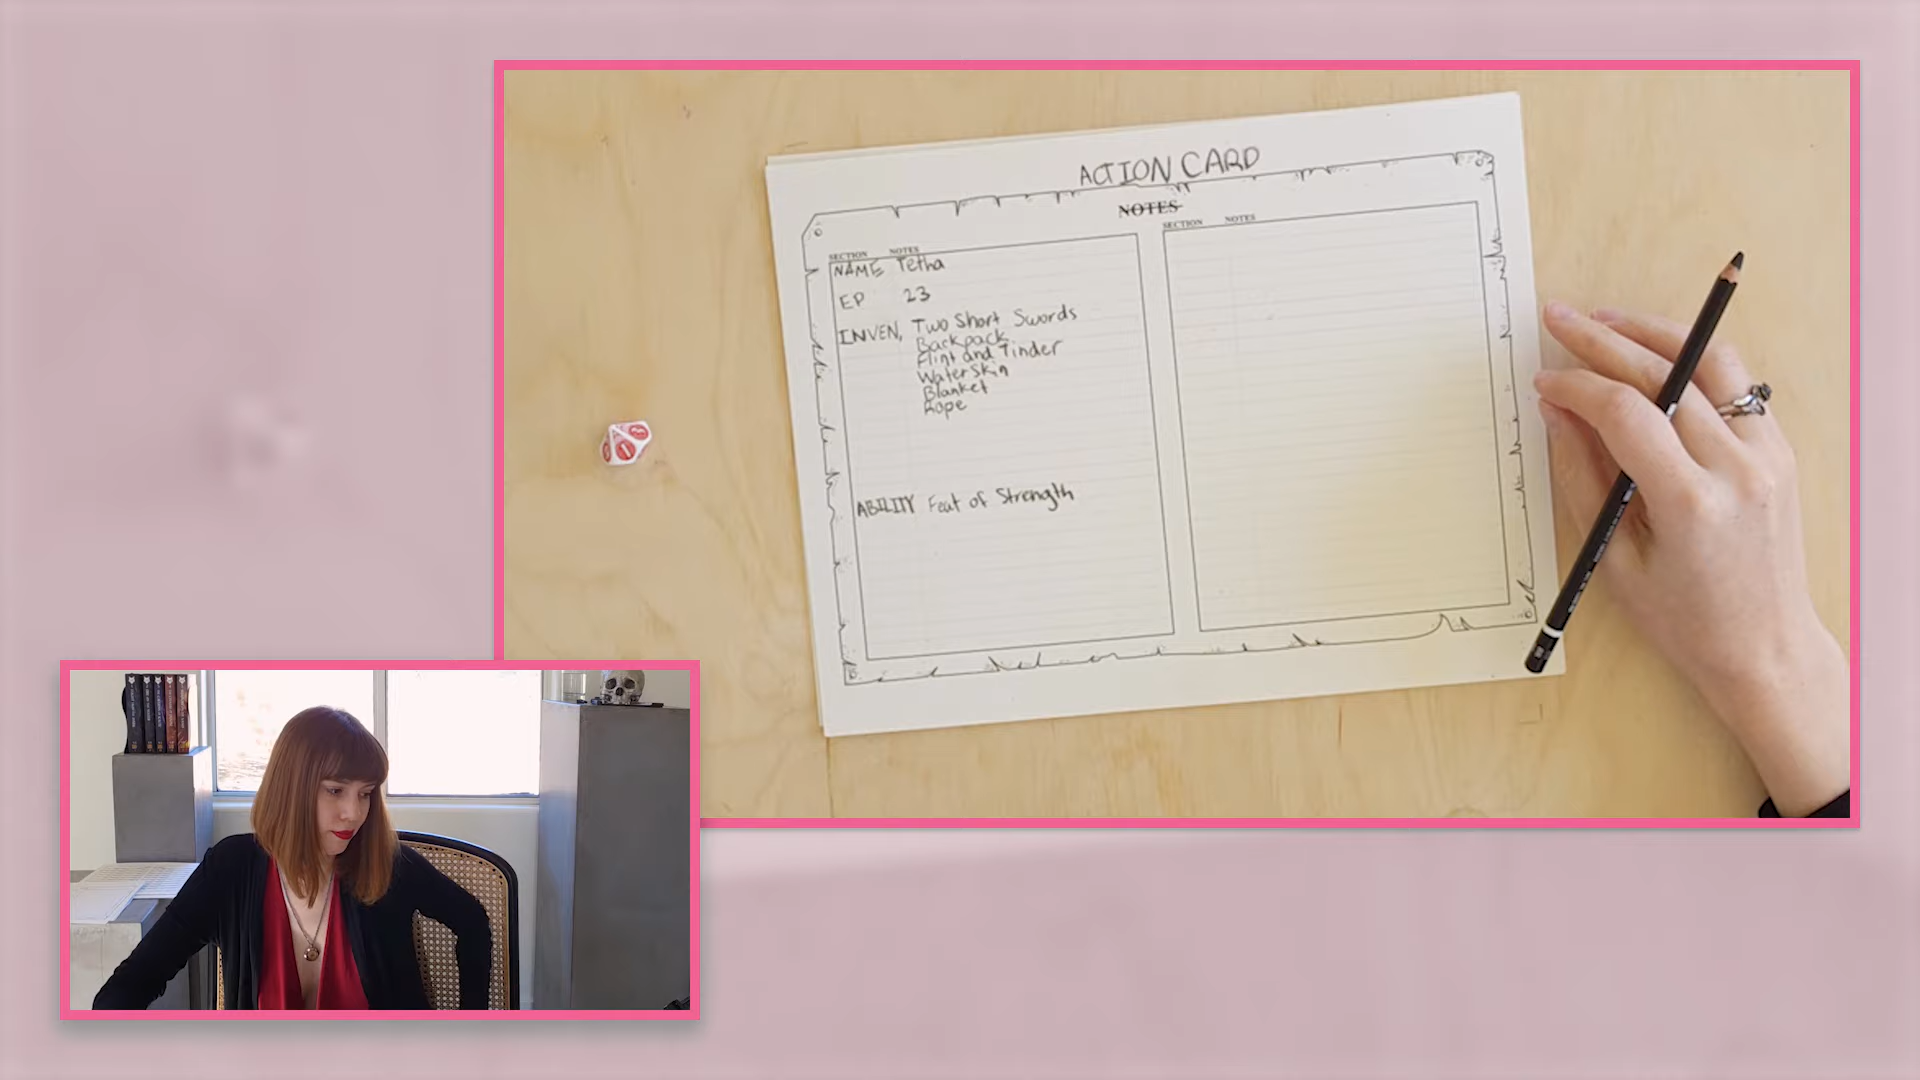 ACTION CARD
NOTES
SECTION NOTES
SECTION NOTES
NAME Tetha
EP 23
INVEN. Two Short Swords
Backpack
Flint and Tinder
WaterSkin
Blanket
Rope
ABILITY Feat of Strength